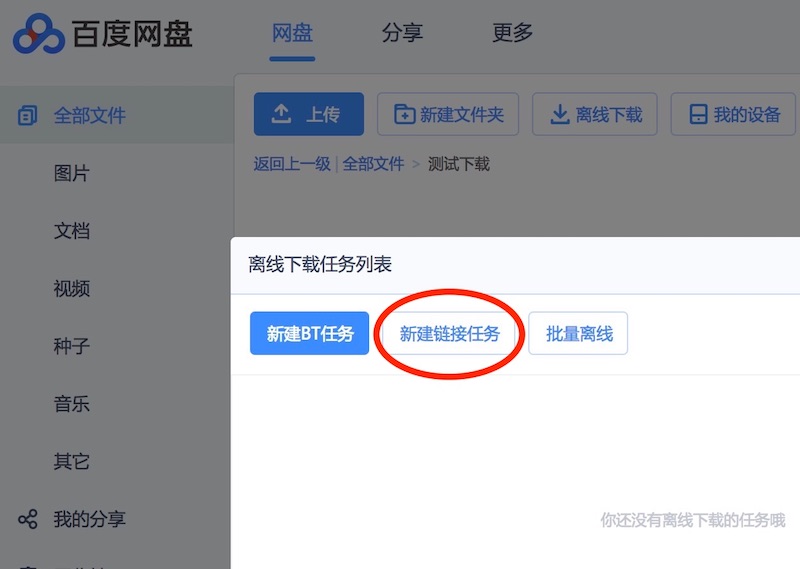 百度网盘 网盘 分享 更多
全部文件
上传 新建文件夹 离线下载 我的设备
返回上一级 | 全部文件 > 测试下载
图片
文档
视频
种子
音乐
其它
我的分享
离线下载任务列表
新建BT任务 新建链接任务 批量离线
你还没有离线下载的任务哦